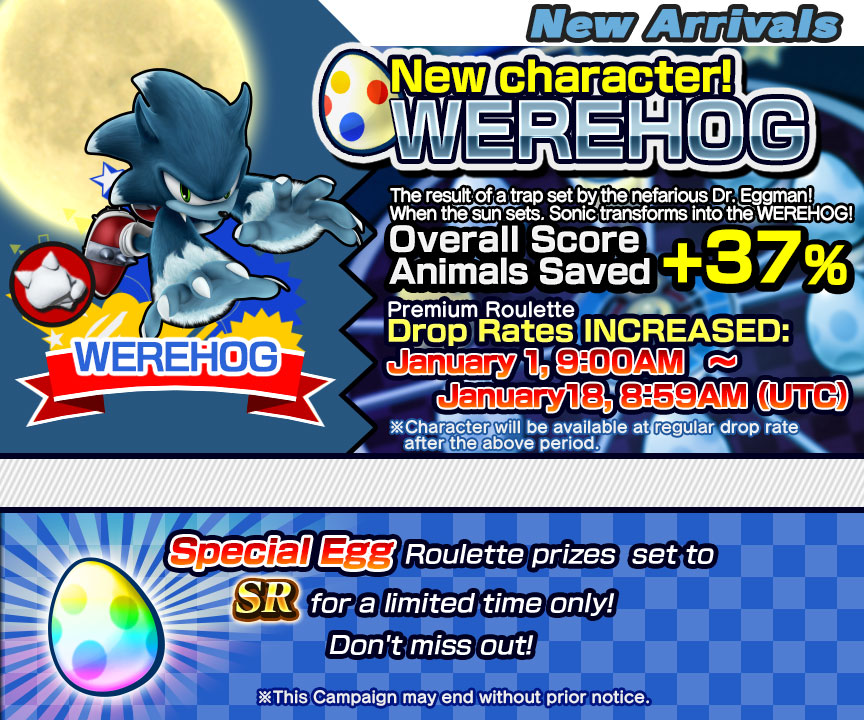 New Arrivals
New character!
WEREHOG
The result of a trap set by the nefarious Dr. Eggman!
When the sun sets. Sonic transforms into the WEREHOG!
Overall Score
Animals Saved +37%
Premium Roulette
Drop Rates INCREASED:
January 1, 9:00AM ～
January18, 8:59AM (UTC)
※Character will be available at regular drop rate
after the above period.
WEREHOG
Special Egg Roulette prizes set to
SR for a limited time only!
Don't miss out!
※This Campaign may end without prior notice.